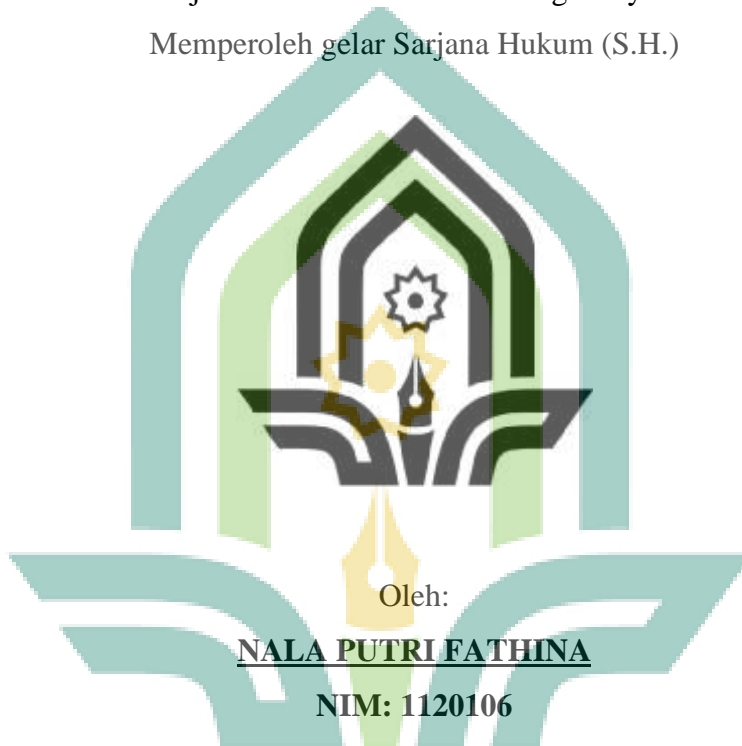 Memperoleh gelar Sarjana Hukum (S.H.)
Oleh:
NALA PUTRI FATHINA
NIM: 1120106